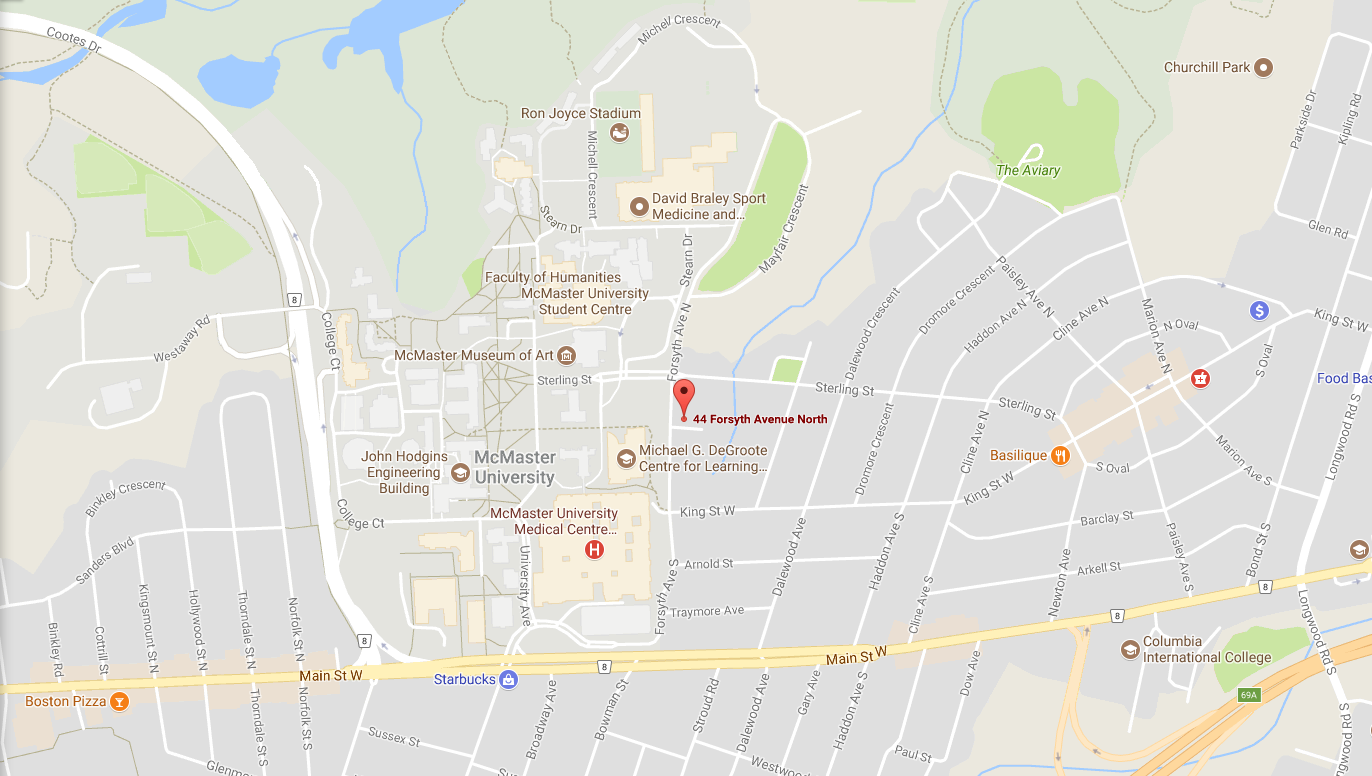 Cootes Dr
Michell Crescent
Churchill Park
Parkside Dr
Kipling Rd
Ron Joyce Stadium
Michell Crescent
The Aviary
David Braley Sport
Medicine and...
Stearn Dr
Stearn Dr
Mayfair Crescent
Glen Rd
Faculty of Humanities
McMaster University
Student Centre
Paisley Ave N
Dromore Crescent
Haddon Ave N
Cline Ave N
Marion Ave N
N Oval
King St W
S Oval
8
College Ct
Westaway Rd
Forsyth Ave N
Dalewood Crescent
McMaster Museum of Art
Sterling St
Sterling St
Sterling St
Food Bas
Longwood Rd S
44 Forsyth Avenue North
Michael G. DeGroote
Centre for Learning...
Dromore Crescent
Cline Ave N
Basilique
S Oval
Marion Ave S
John Hodgins
Engineering
Building
McMaster
University
Binkley Crescent
King St W
King St W
McMaster University
Medical Centre...
H
College Ct
Barclay St
Paisley Ave S
Bond St S
Sanders Blvd
University Ave
Arnold St
Dalewood Ave
Haddon Ave S
Arkell St
Newton Ave
Cline Ave S
Forsyth Ave S
Traymore Ave
8
8
8
8
Binkley Rd
Cottrill St
Kingsmount St N
Hollywood St N
Thorndale St N
Norfolk St N
Main St W
Main St W
Columbia
International College
Longwood Rd S
69A
Boston Pizza
Starbucks
Thorndale St S
Norfolk St S
Broadway Ave
Bowman St
Stroud Rd
Dalewood Ave
Gary Ave
Haddon Ave S
Dow Ave
Sussex St
Paul St
Glenm
Su
Westwoo
ngwood Rd S
$